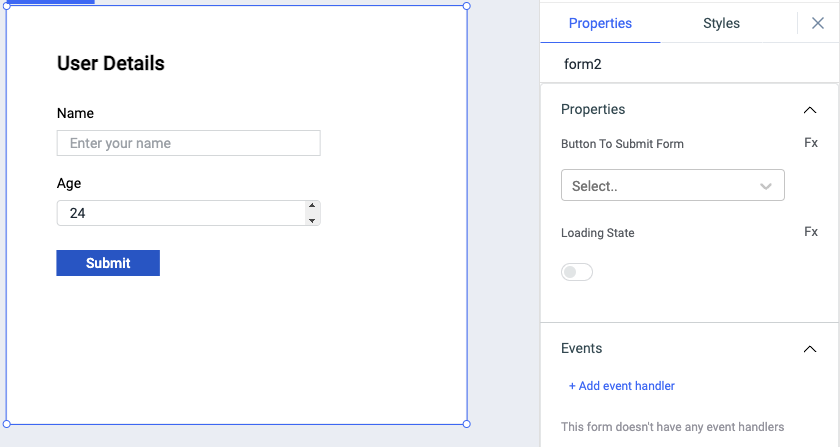 User Details
Name
Enter your name
Age
24
Submit
Properties
Styles
form2
Properties
Button To Submit Form
Fx
Select..
Loading State
Fx
Events
+ Add event handler
This form doesn't have any event handlers